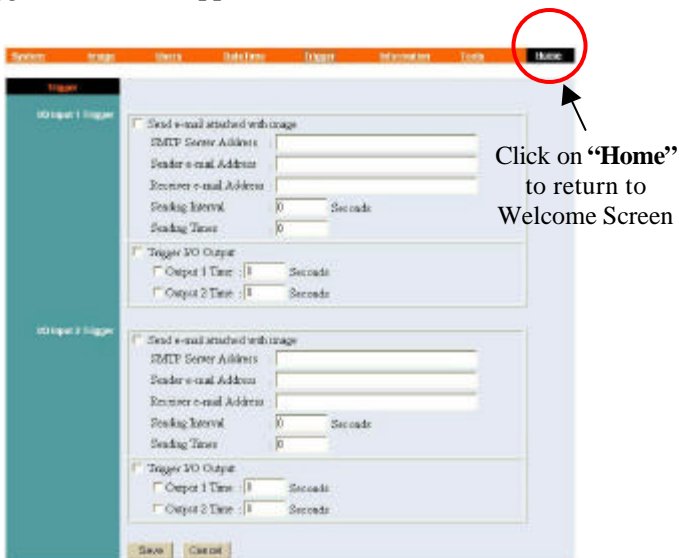 System Image Users Date/Time Trigger Information Tools Home
Trigger
I/O Input 1 Trigger
Send e-mail attached with image
SMTP Server Address :
Sender e-mail Address :
Receiver e-mail Address :
Sending Interval 0 Seconds
Sending Times 0
Trigger I/O Output
Output 1 Time : Seconds
Output 2 Time : Seconds
I/O Input 2 Trigger
Send e-mail attached with image
SMTP Server Address :
Sender e-mail Address :
Receiver e-mail Address :
Sending Interval 0 Seconds
Sending Times 0
Trigger I/O Output
Output 1 Time : Seconds
Output 2 Time : Seconds
Save Cancel
Click on “Home”
to return to
Welcome Screen